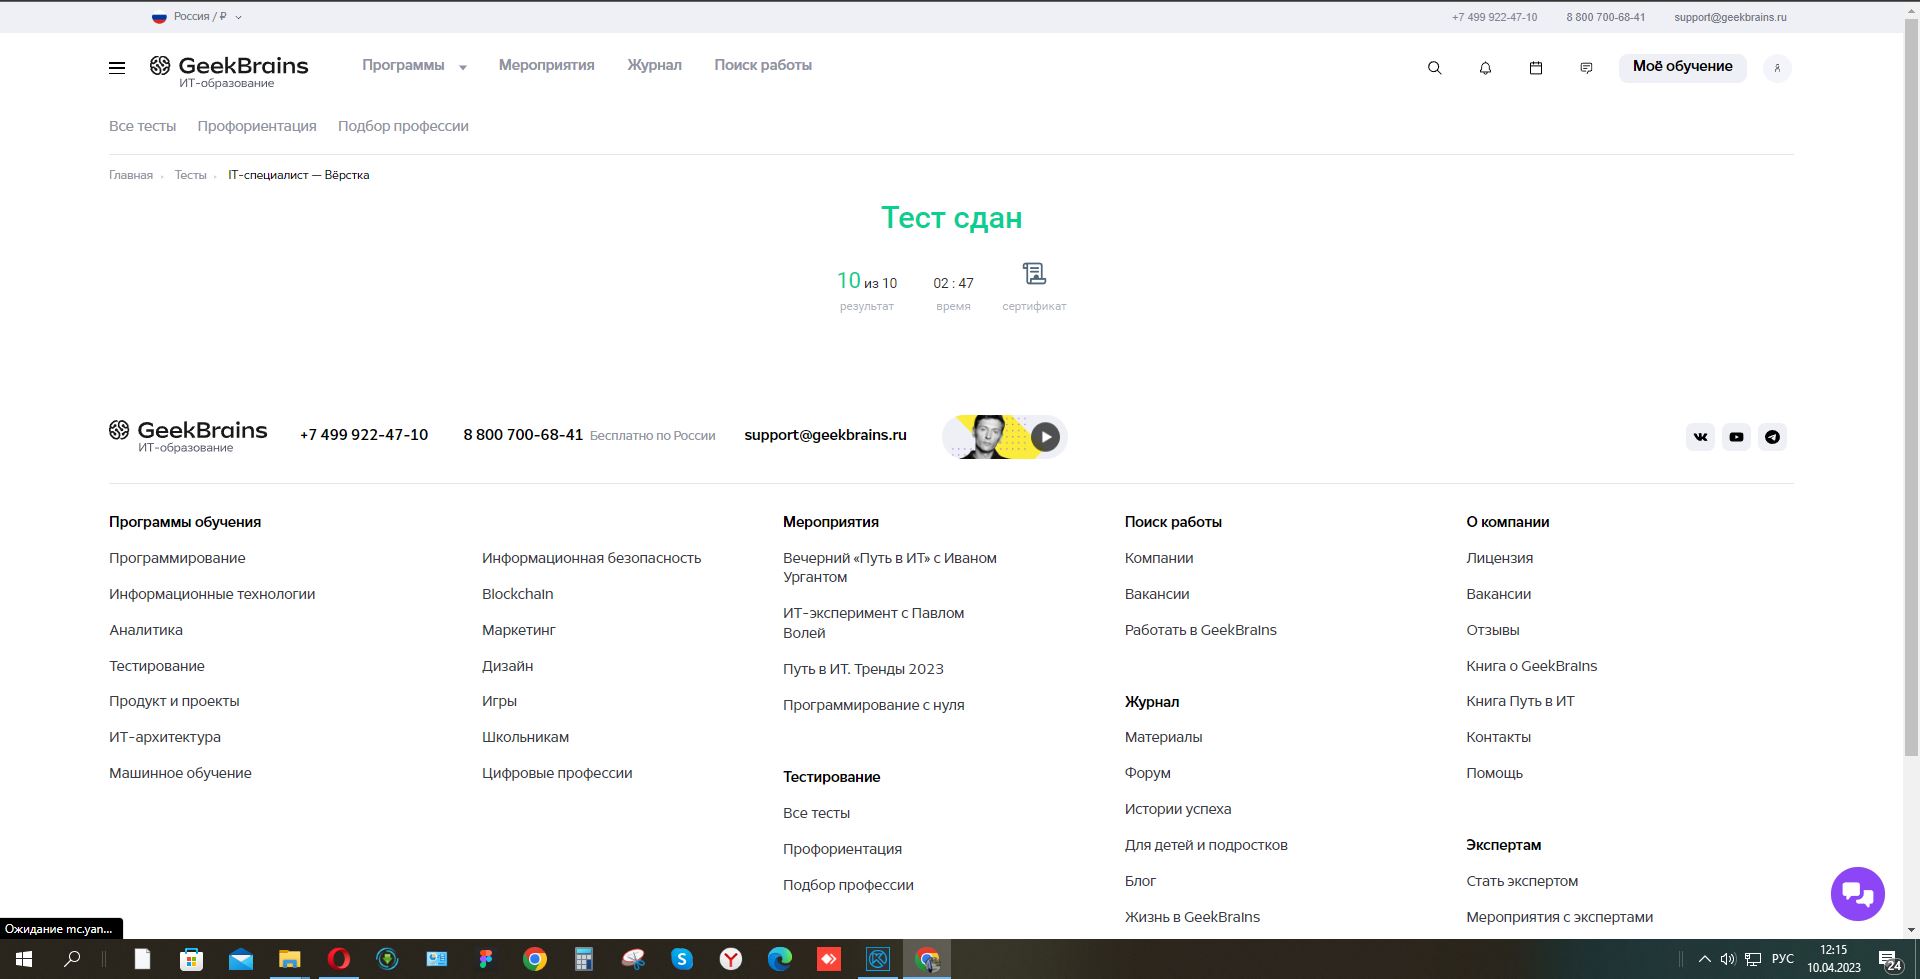 Россия / ₽
+7 499 922-47-10
8 800 700-68-41
support@geekbrains.ru
GeekBrains
ИТ-образование
Программы
Мероприятия
Журнал
Поиск работы
Моё обучение
Все тесты
Профориентация
Подбор профессии
Главная
Тесты
IT-специалист — Вёрстка
Тест сдан
10 из 10
02 : 47
результат
время
сертификат
GeekBrains
ИТ-образование
+7 499 922-47-10
8 800 700-68-41 Бесплатно по России
support@geekbrains.ru
Программы обучения
Программирование
Информационные технологии
Аналитика
Тестирование
Продукт и проекты
ИТ-архитектура
Машинное обучение
Информационная безопасность
Blockchain
Маркетинг
Дизайн
Игры
Школьникам
Цифровые профессии
Мероприятия
Вечерний «Путь в ИТ» с Иваном
Ургантом
ИТ-эксперимент с Павлом
Волей
Путь в ИТ. Тренды 2023
Программирование с нуля
Тестирование
Все тесты
Профориентация
Подбор профессии
Поиск работы
Компании
Вакансии
Работать в GeekBrains
Журнал
Материалы
Форум
Истории успеха
Для детей и подростков
Блог
Жизнь в GeekBrains
О компании
Лицензия
Вакансии
Отзывы
Книга о GeekBrains
Книга Путь в ИТ
Контакты
Помощь
Экспертам
Стать экспертом
Мероприятия с экспертами
Ожидание mc.yan...
РУС
12:15
10.04.2023
24